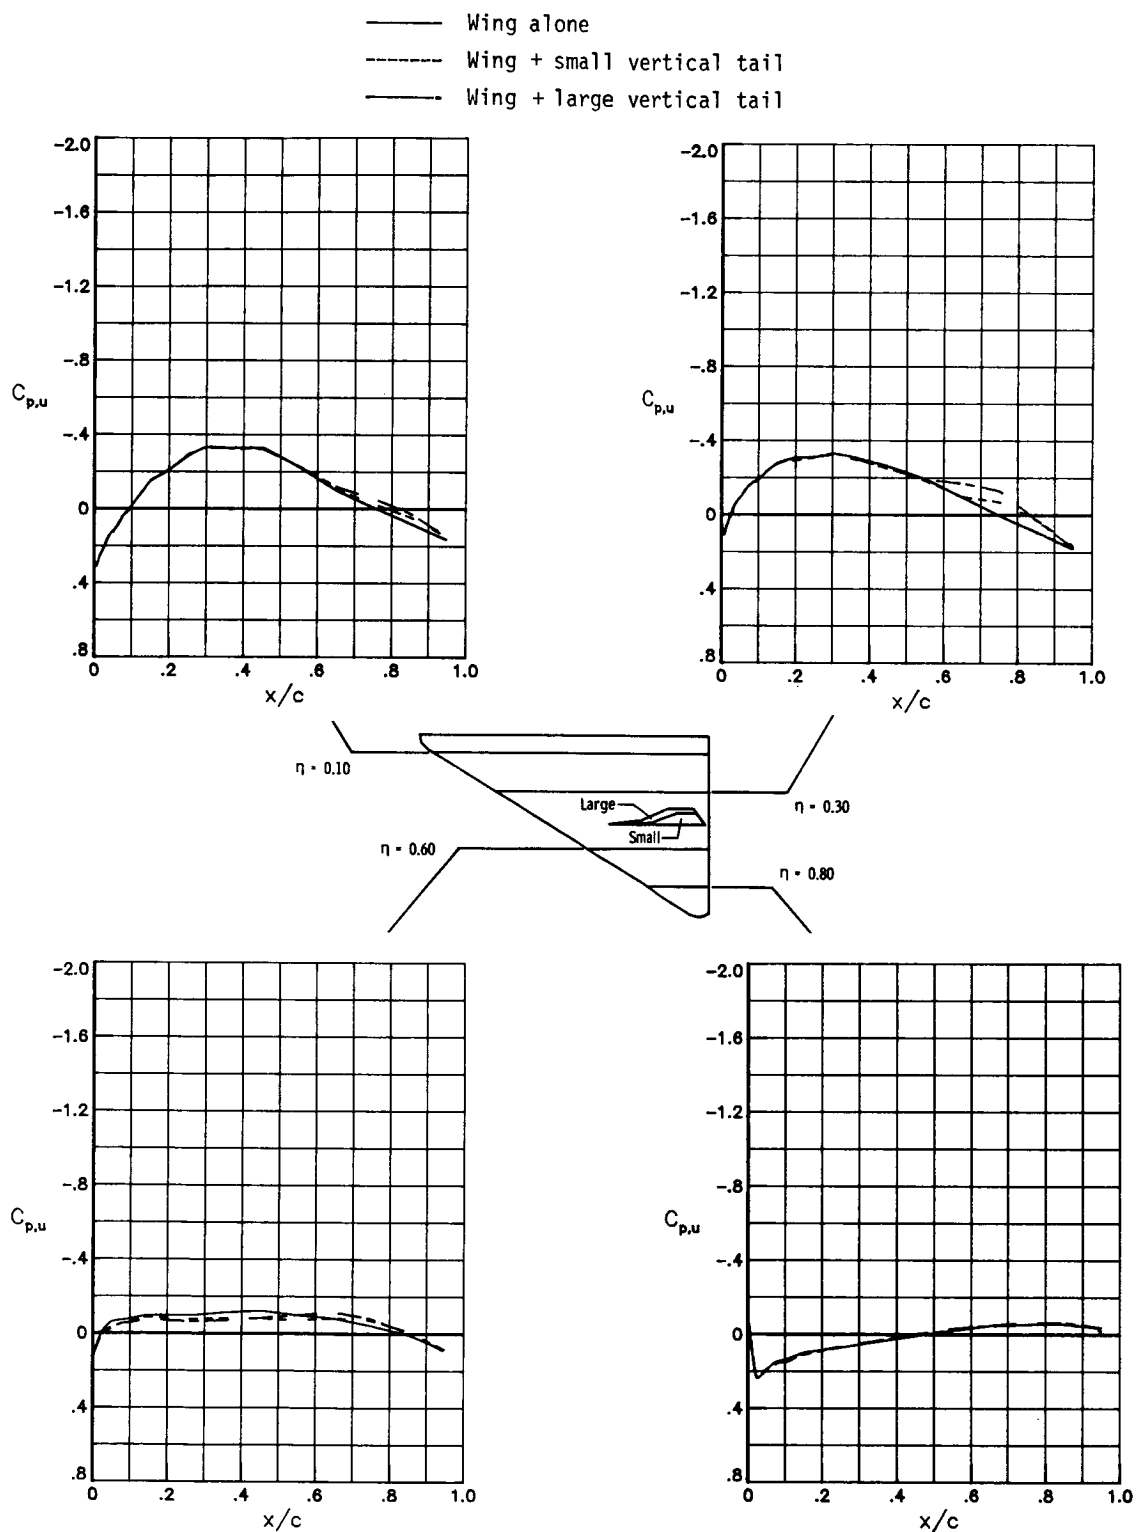 Wing alone
Wing + small vertical tail
Wing + large vertical tail
-2.0
-1.6
-1.2
-.8
-.4
0
.4
.8
C_p,u
0 .2 .4 .6 .8 1.0
x/c
-2.0
-1.6
-1.2
-.8
-.4
0
.4
.8
C_p,u
0 .2 .4 .6 .8 1.0
x/c
η = 0.10
η = 0.30
Large
Small
η = 0.60
η = 0.80
-2.0
-1.6
-1.2
-.8
-.4
0
.4
.8
C_p,u
0 .2 .4 .6 .8 1.0
x/c
-2.0
-1.6
-1.2
-.8
-.4
0
.4
.8
C_p,u
0 .2 .4 .6 .8 1.0
x/c